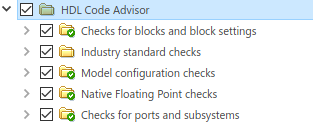 HDL Code Advisor
Checks for blocks and block settings
Industry standard checks
Model configuration checks
Native Floating Point checks
Checks for ports and subsystems